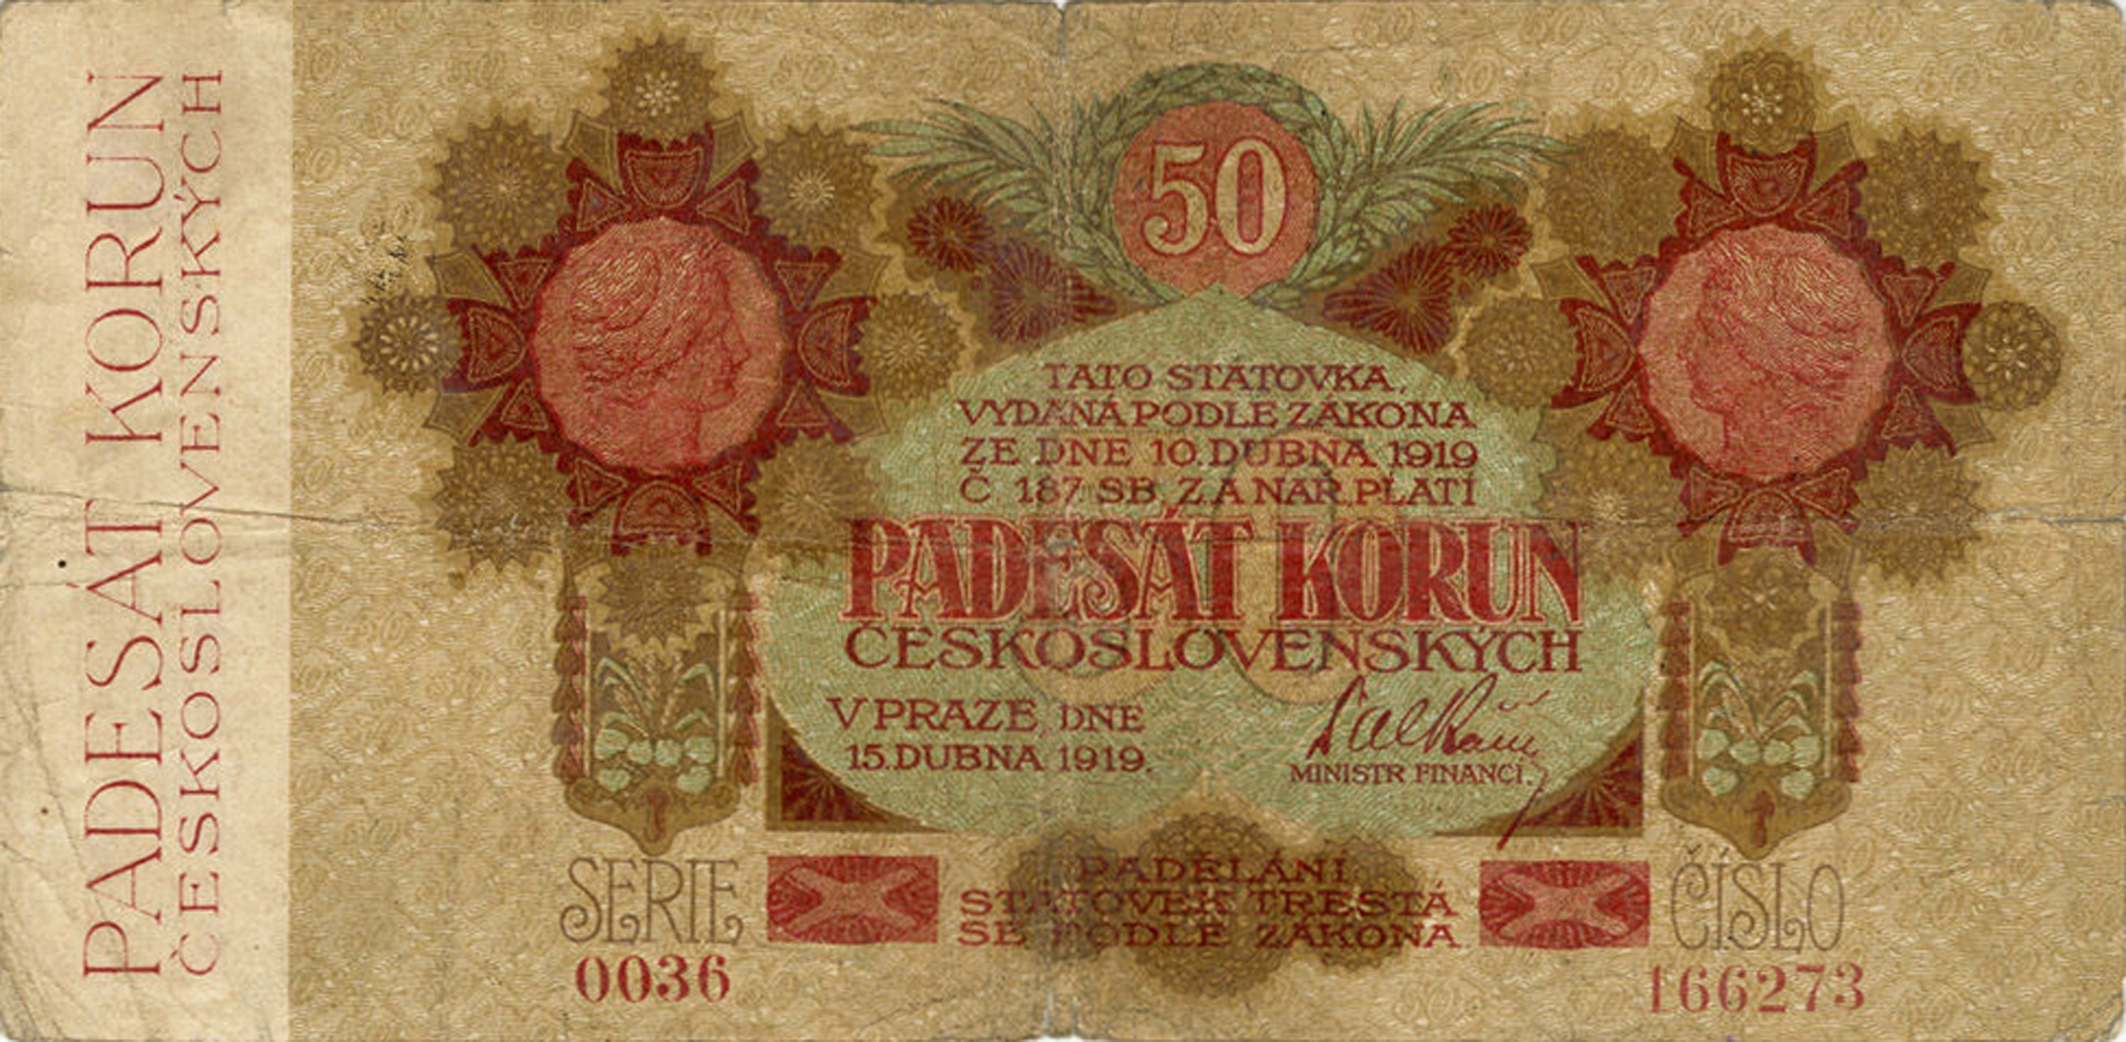 PADESÁT KORUN
ČESKOSLOVENSKÝCH
50
TATO STÁTOVKA,
VYDANÁ PODLE ZÁKONA
ZE DNE 10. DUBNA 1919
Č 187 SB. Z. A NAŘ. PLATÍ
PADESÁT KORUN
ČESKOSLOVENSKÝCH
V PRAZE, DNE
15. DUBNA 1919.
MINISTR FINANCÍ.
PADĚLÁNÍ
STÁTOVEK TRESTÁ
SE PODLE ZÁKONA
SERIE
0036
ČÍSLO
166273